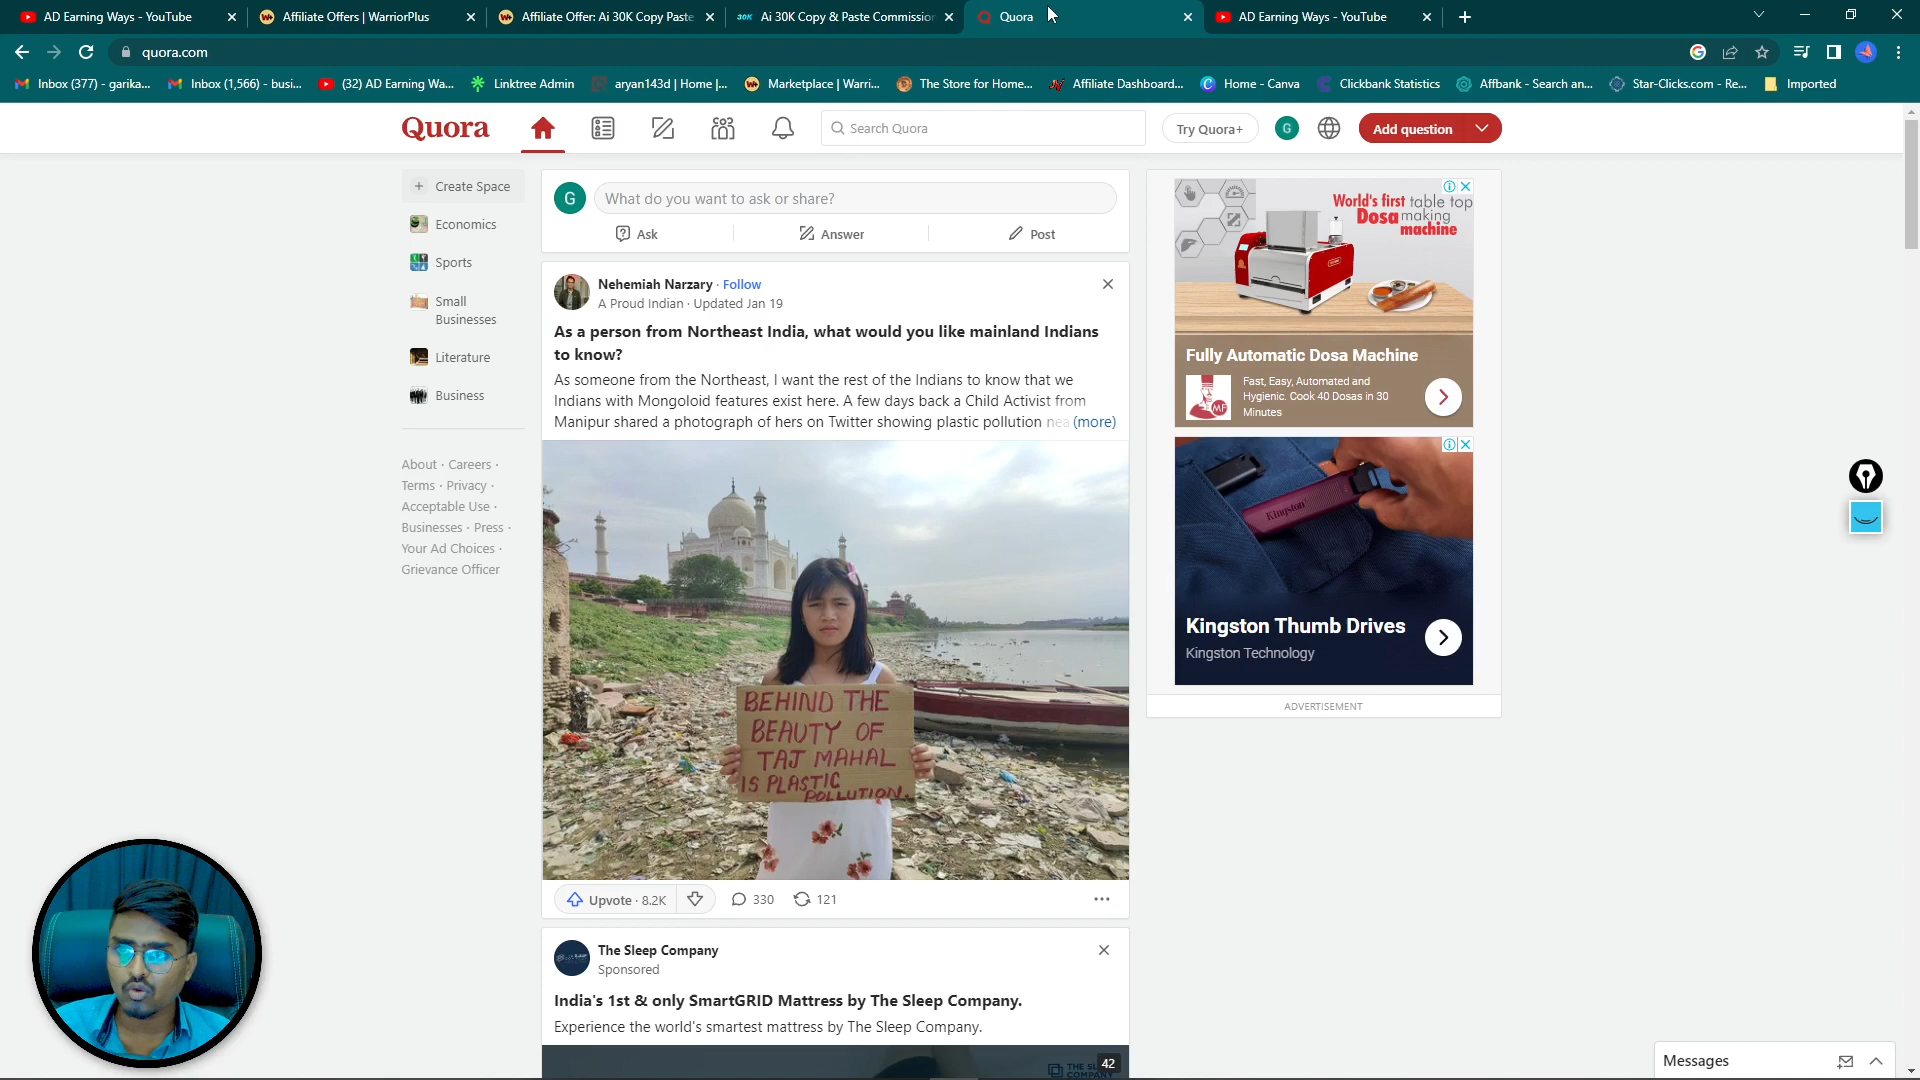 AD Earning Ways - YouTube
Affiliate Offers | WarriorPlus
Affiliate Offer: Ai 30K Copy Paste
Ai 30K Copy & Paste Commission
Quora
AD Earning Ways - YouTube
quora.com
Inbox (377) - garika...
Inbox (1,566) - busi...
(32) AD Earning Wa...
Linktree Admin
aryan143d | Home |...
Marketplace | Warri...
The Store for Home...
Affiliate Dashboard...
Home - Canva
Clickbank Statistics
Affbank - Search an...
Star-Clicks.com - Re...
Imported
Quora
Search Quora
Try Quora+
G
Add question
Create Space
Economics
Sports
Small
Businesses
Literature
Business
About · Careers ·
Terms · Privacy ·
Acceptable Use ·
Businesses · Press ·
Your Ad Choices ·
Grievance Officer
G
What do you want to ask or share?
Ask
Answer
Post
Nehemiah Narzary · Follow
A Proud Indian · Updated Jan 19
As a person from Northeast India, what would you like mainland Indians
to know?
As someone from the Northeast, I want the rest of the Indians to know that we
Indians with Mongoloid features exist here. A few days back a Child Activist from
Manipur shared a photograph of hers on Twitter showing plastic pollution nea (more)
BEHIND THE
BEAUTY OF
TAJ MAHAL
IS PLASTIC
POLLUTION.
Upvote · 8.2K
330
121
The Sleep Company
Sponsored
India's 1st & only SmartGRID Mattress by The Sleep Company.
Experience the world's smartest mattress by The Sleep Company.
42
World's first table top
Dosa making
machine
Fully Automatic Dosa Machine
Fast, Easy, Automated and
Hygienic. Cook 40 Dosas in 30
Minutes
Kingston
Kingston Thumb Drives
Kingston Technology
ADVERTISEMENT
Messages